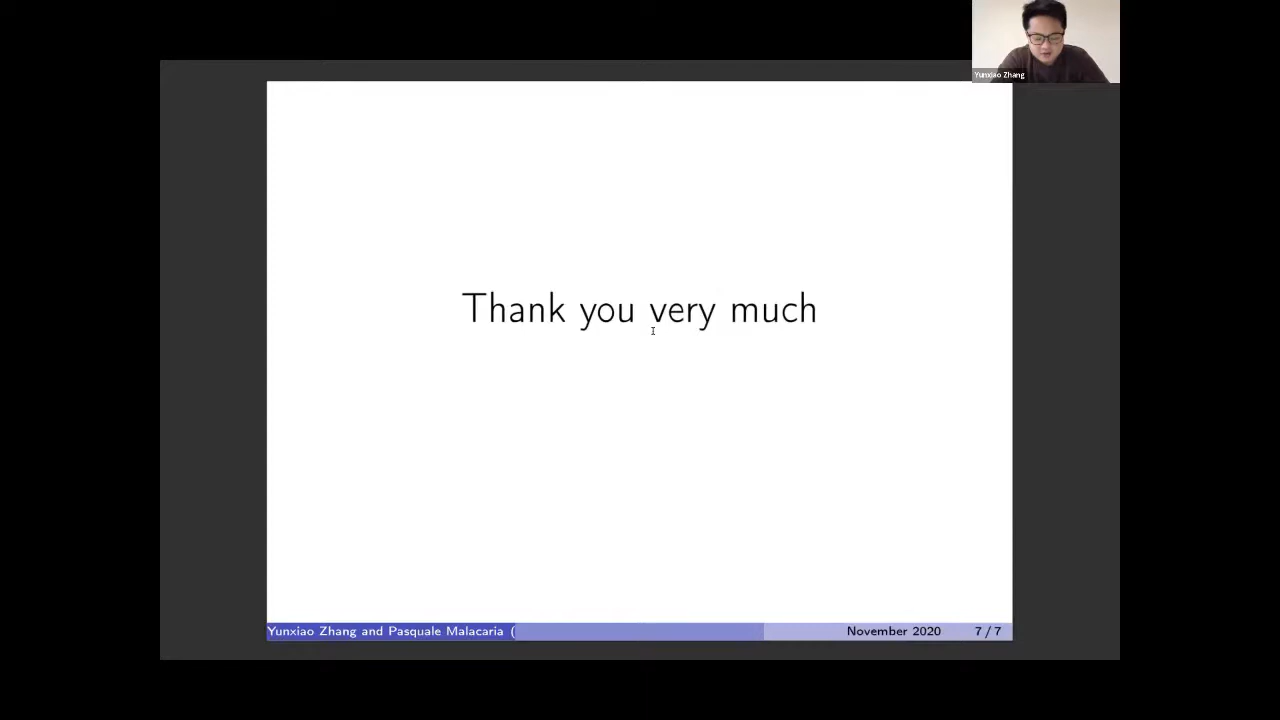 Yunxiao Zhang
Thank you very much
Yunxiao Zhang and Pasquale Malacaria (
November 2020
7 / 7